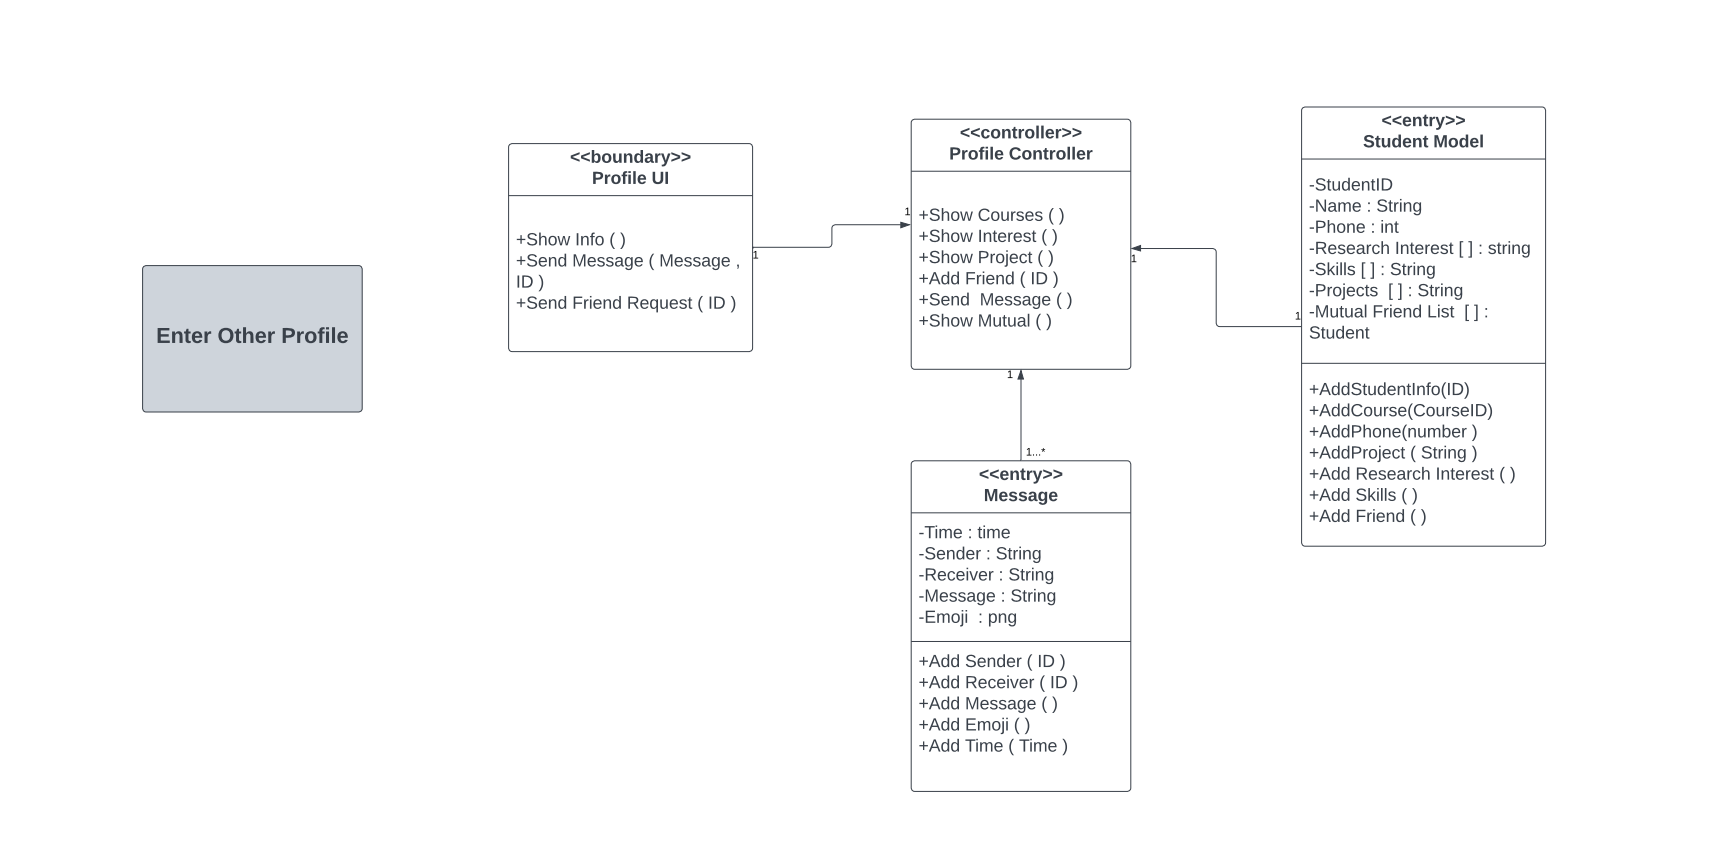 Enter Other Profile
<<boundary>>
Profile UI
+Show Info ( )
+Send Message ( Message ,
ID )
+Send Friend Request ( ID )
1
1
<<controller>>
Profile Controller
+Show Courses ( )
+Show Interest ( )
+Show Project ( )
+Add Friend ( ID )
+Send  Message ( )
+Show Mutual ( )
1
1
<<entry>>
Student Model
-StudentID
-Name : String
-Phone : int
-Research Interest [ ] : string
-Skills [ ] : String
-Projects  [ ] : String
-Mutual Friend List  [ ] :
Student
+AddStudentInfo(ID)
+AddCourse(CourseID)
+AddPhone(number )
+AddProject ( String )
+Add Research Interest ( )
+Add Skills ( )
+Add Friend ( )
1
1...*
<<entry>>
Message
-Time : time
-Sender : String
-Receiver : String
-Message : String
-Emoji  : png
+Add Sender ( ID )
+Add Receiver ( ID )
+Add Message ( )
+Add Emoji ( )
+Add Time ( Time )